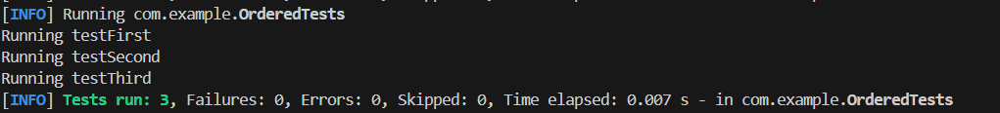 [INFO] Running com.example.OrderedTests
Running testFirst
Running testSecond
Running testThird
[INFO] Tests run: 3, Failures: 0, Errors: 0, Skipped: 0, Time elapsed: 0.007 s - in com.example.OrderedTests